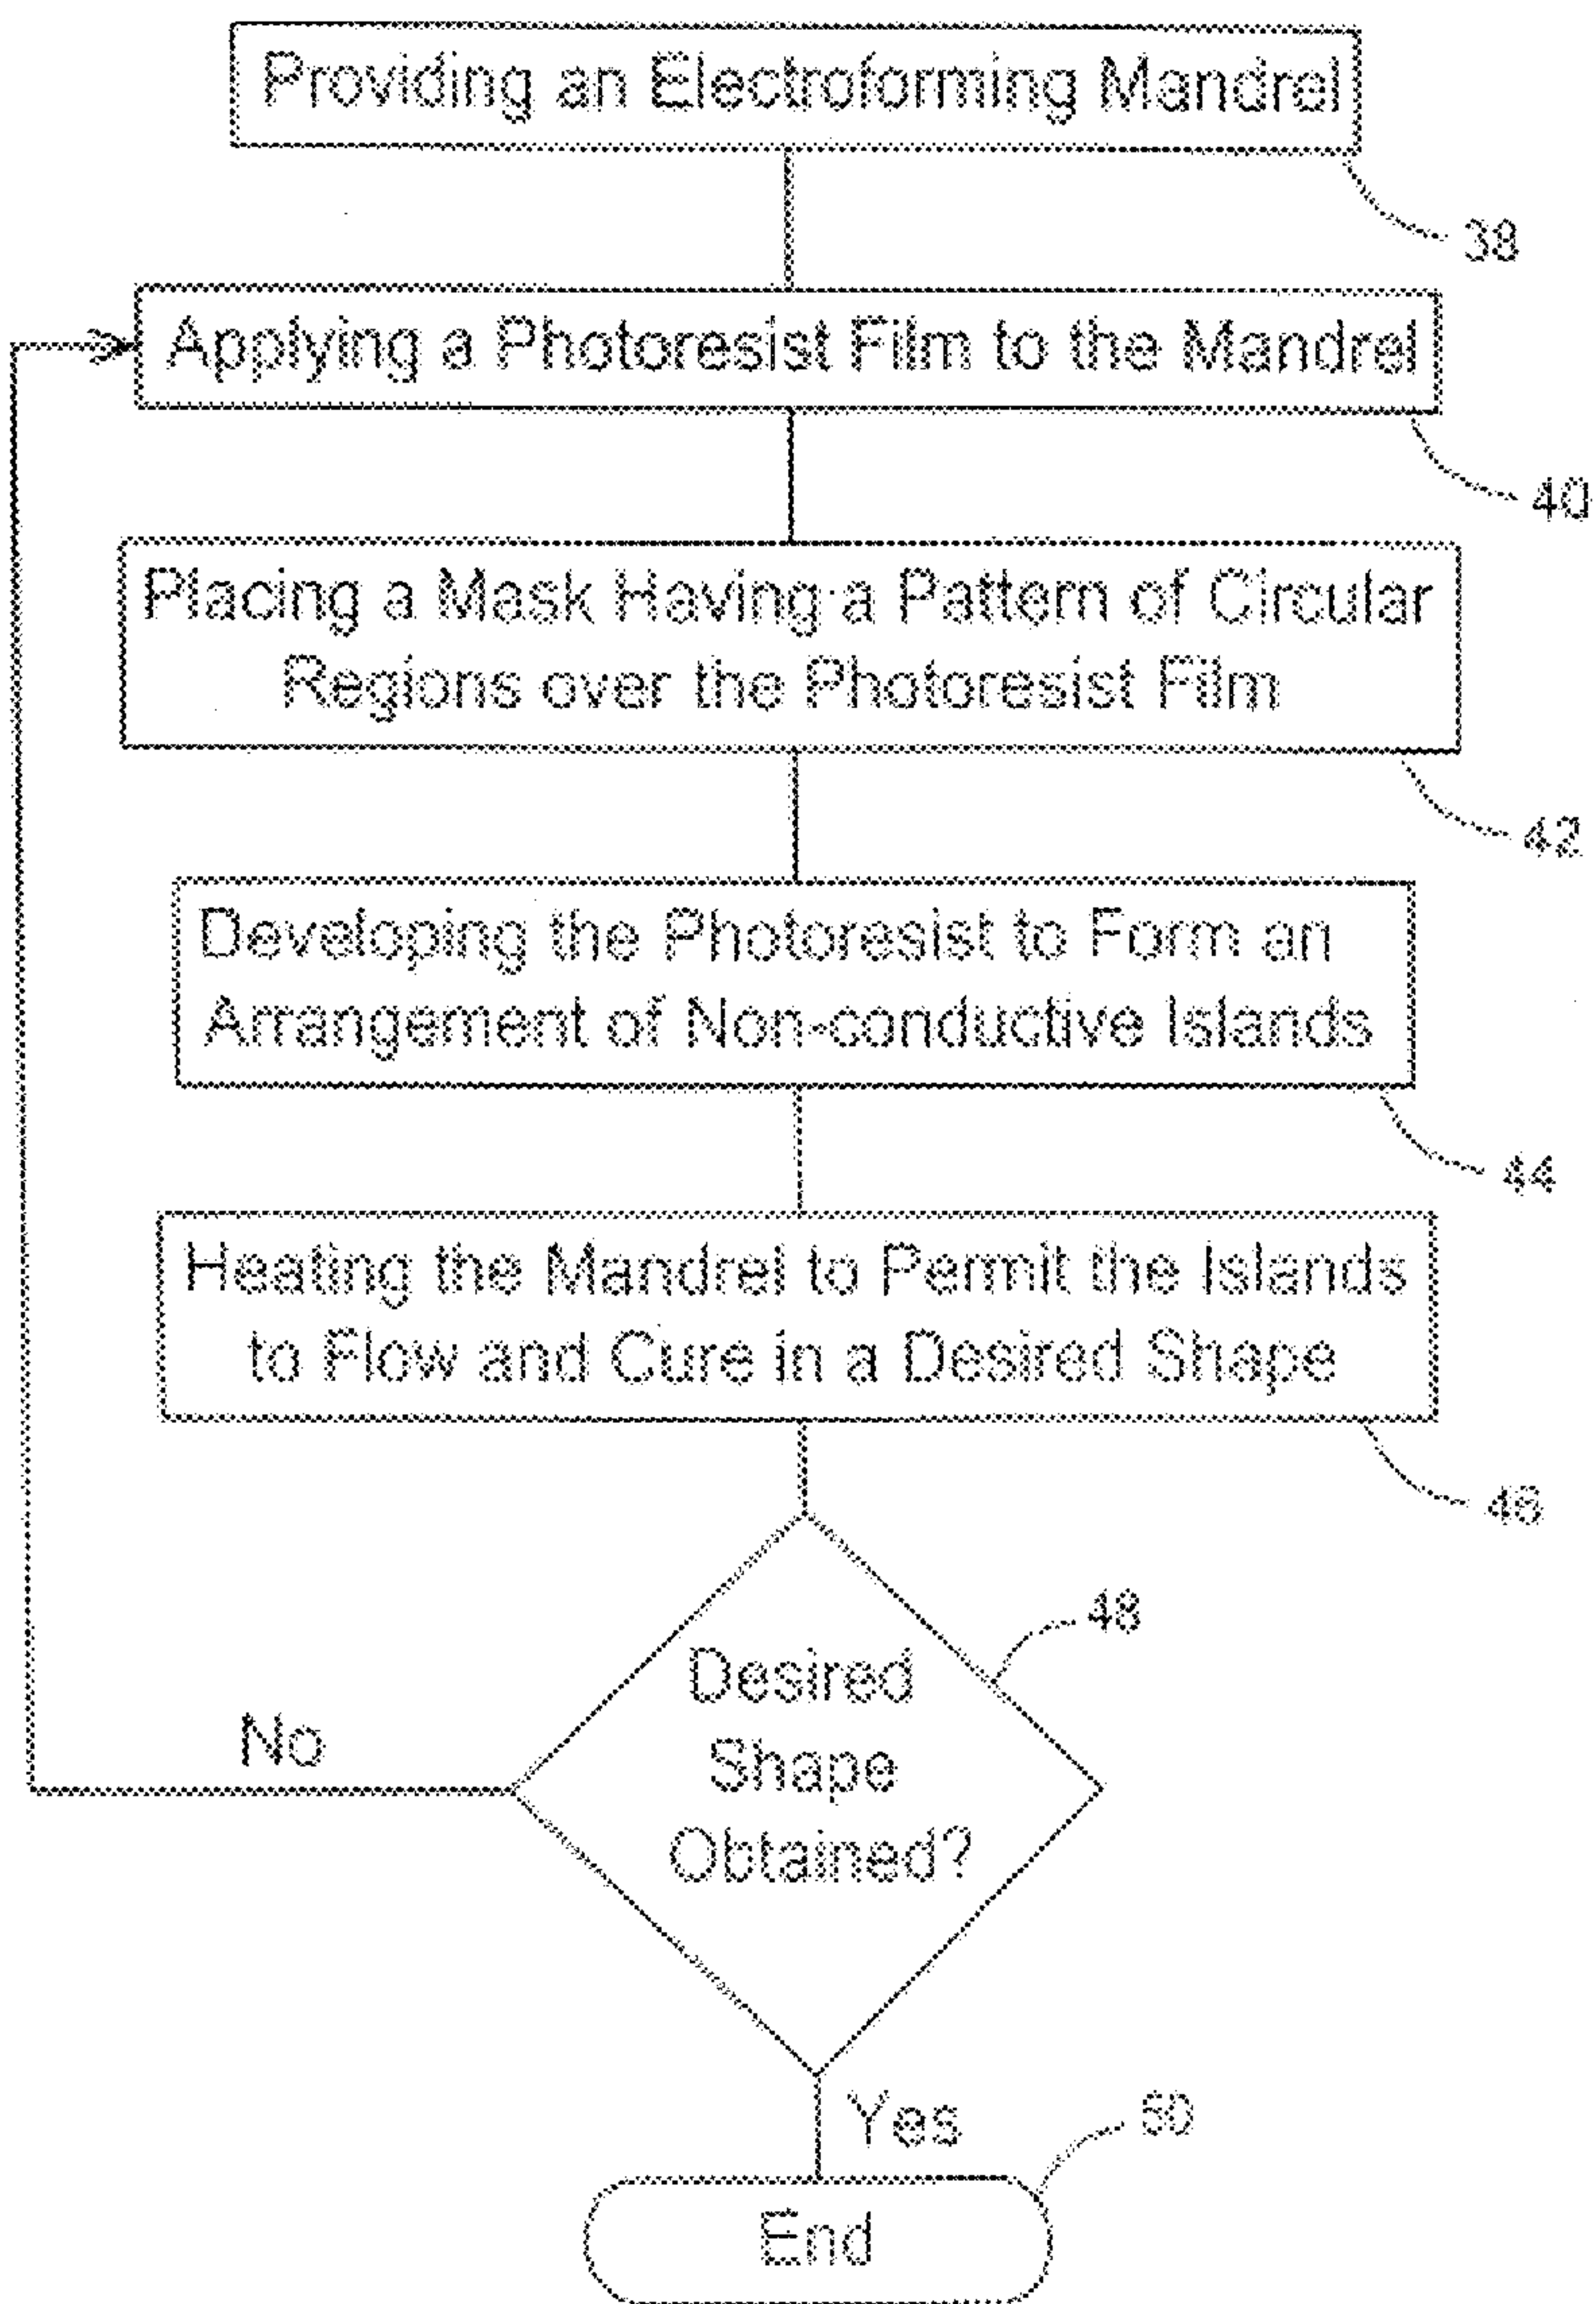 Providing an Electroforming Mandrel
38
Applying a Photoresist Film to the Mandrel
40
Placing a Mask Having a Pattern of Circular
Regions over the Photoresist Film
42
Developing the Photoresist to Form an
Arrangement of Non-conductive Islands
44
Heating the Mandrel to Permit the Islands
to Flow and Cure in a Desired Shape
46
48
Desired
Shape
Obtained?
No
Yes
50
End